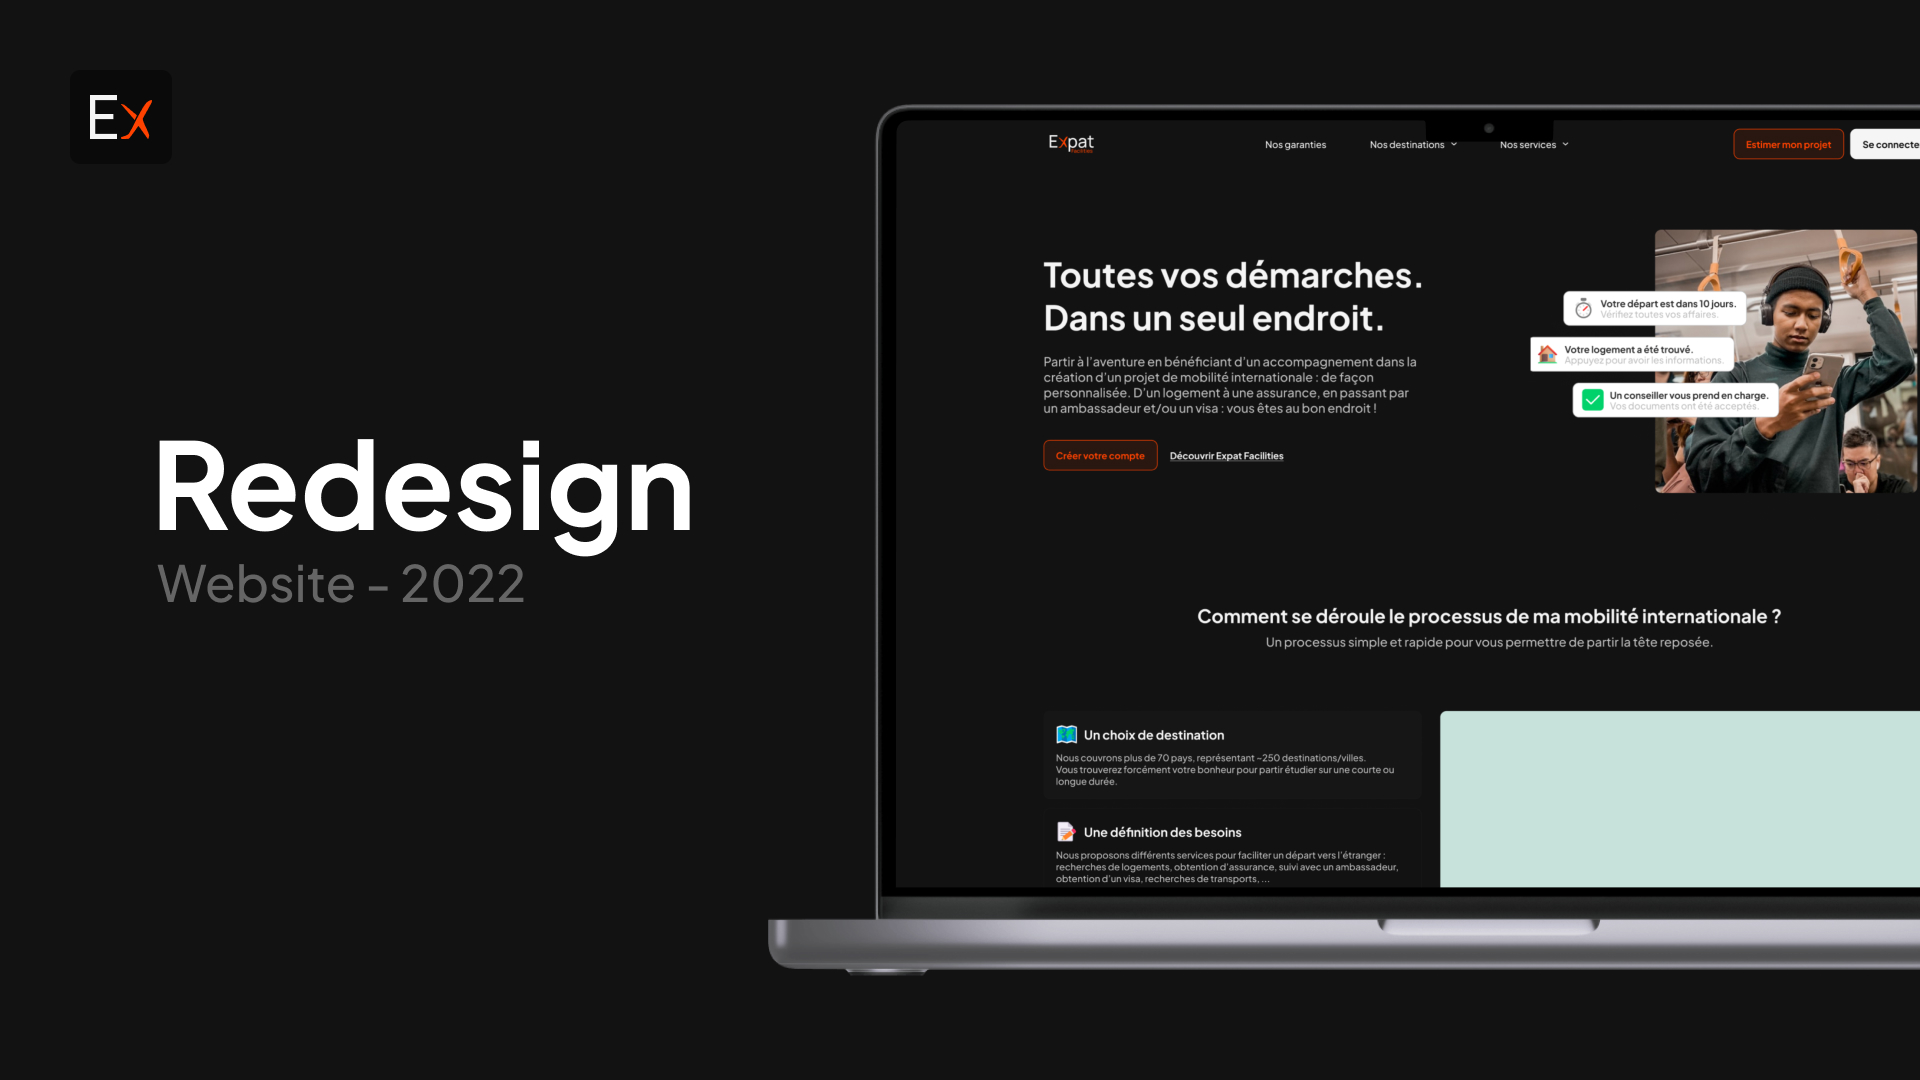 Ex
Redesign
Website - 2022
Expat
Facilities
Nos garanties
Nos destinations
Nos services
Estimer mon projet
Toutes vos démarches.
Dans un seul endroit.
Partir à l'aventure en bénéficiant d'un accompagnement dans la
création d'un projet de mobilité internationale : de façon
personnalisée. D'un logement à une assurance, en passant par
un ambassadeur et/ou un visa : vous êtes au bon endroit !
Créer votre compte
Découvrir Expat Facilities
Votre départ est dans 10 jours.
Vérifiez toutes vos affaires.
Votre logement a été trouvé.
Appuyez pour avoir les informations.
Un conseiller vous prend en charge.
Vos documents ont été acceptés.
Comment se déroule le processus de ma mobilité internationale ?
Un processus simple et rapide pour vous permettre de partir la tête reposée.
Un choix de destination
Nous couvrons plus de 70 pays, représentant ~250 destinations/villes.
Vous trouverez forcément votre bonheur pour partir étudier sur une courte ou
longue durée.
Une définition des besoins
Nous proposons différents services pour faciliter un départ vers l'étranger :
recherches de logements, obtention d'assurance, suivi avec un ambassadeur,
obtention d'un visa, recherches de transports, ...